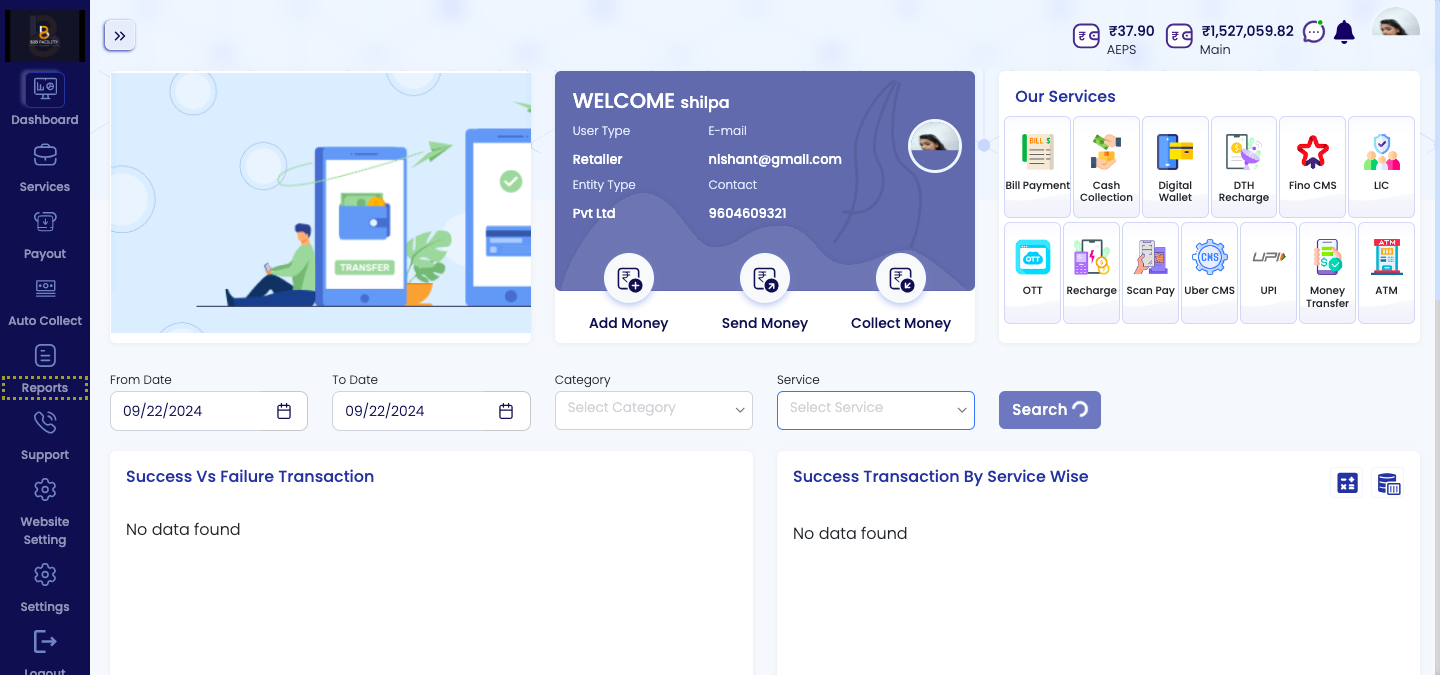 B2B FACILITY
₹37.90
AEPS
₹1,527,059.82
Main
Dashboard
Services
Payout
Auto Collect
Reports
Support
Website
Setting
Settings
Logout
TRANSFER
WELCOME shilpa
User Type
E-mail
Retailer
nishant@gmail.com
Entity Type
Contact
Pvt Ltd
9604609321
Add Money
Send Money
Collect Money
Our Services
BILL $
Bill Payment
Cash
Collection
Digital
Wallet
DTH
Recharge
Fino CMS
LIC
OTT
OTT
Recharge
Scan Pay
CMS
Uber CMS
UPI
UPI
Money
Transfer
ATM
ATM
From Date
To Date
Category
Service
09/22/2024
09/22/2024
Select Category
Select Service
Search
Success Vs Failure Transaction
No data found
Success Transaction By Service Wise
No data found